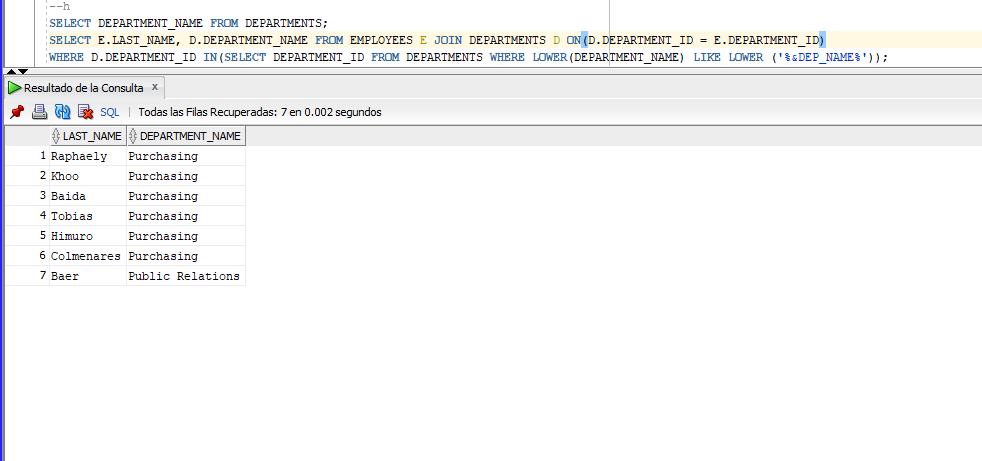 --h
SELECT DEPARTMENT_NAME FROM DEPARTMENTS;
SELECT E.LAST_NAME, D.DEPARTMENT_NAME FROM EMPLOYEES E JOIN DEPARTMENTS D ON(D.DEPARTMENT_ID = E.DEPARTMENT_ID)
WHERE D.DEPARTMENT_ID IN(SELECT DEPARTMENT_ID FROM DEPARTMENTS WHERE LOWER(DEPARTMENT_NAME) LIKE LOWER ('%&DEP_NAME%'));
Resultado de la Consulta x
SQL | Todas las Filas Recuperadas: 7 en 0.002 segundos
LAST_NAME DEPARTMENT_NAME
1 Raphaely Purchasing
2 Khoo Purchasing
3 Baida Purchasing
4 Tobias Purchasing
5 Himuro Purchasing
6 Colmenares Purchasing
7 Baer Public Relations